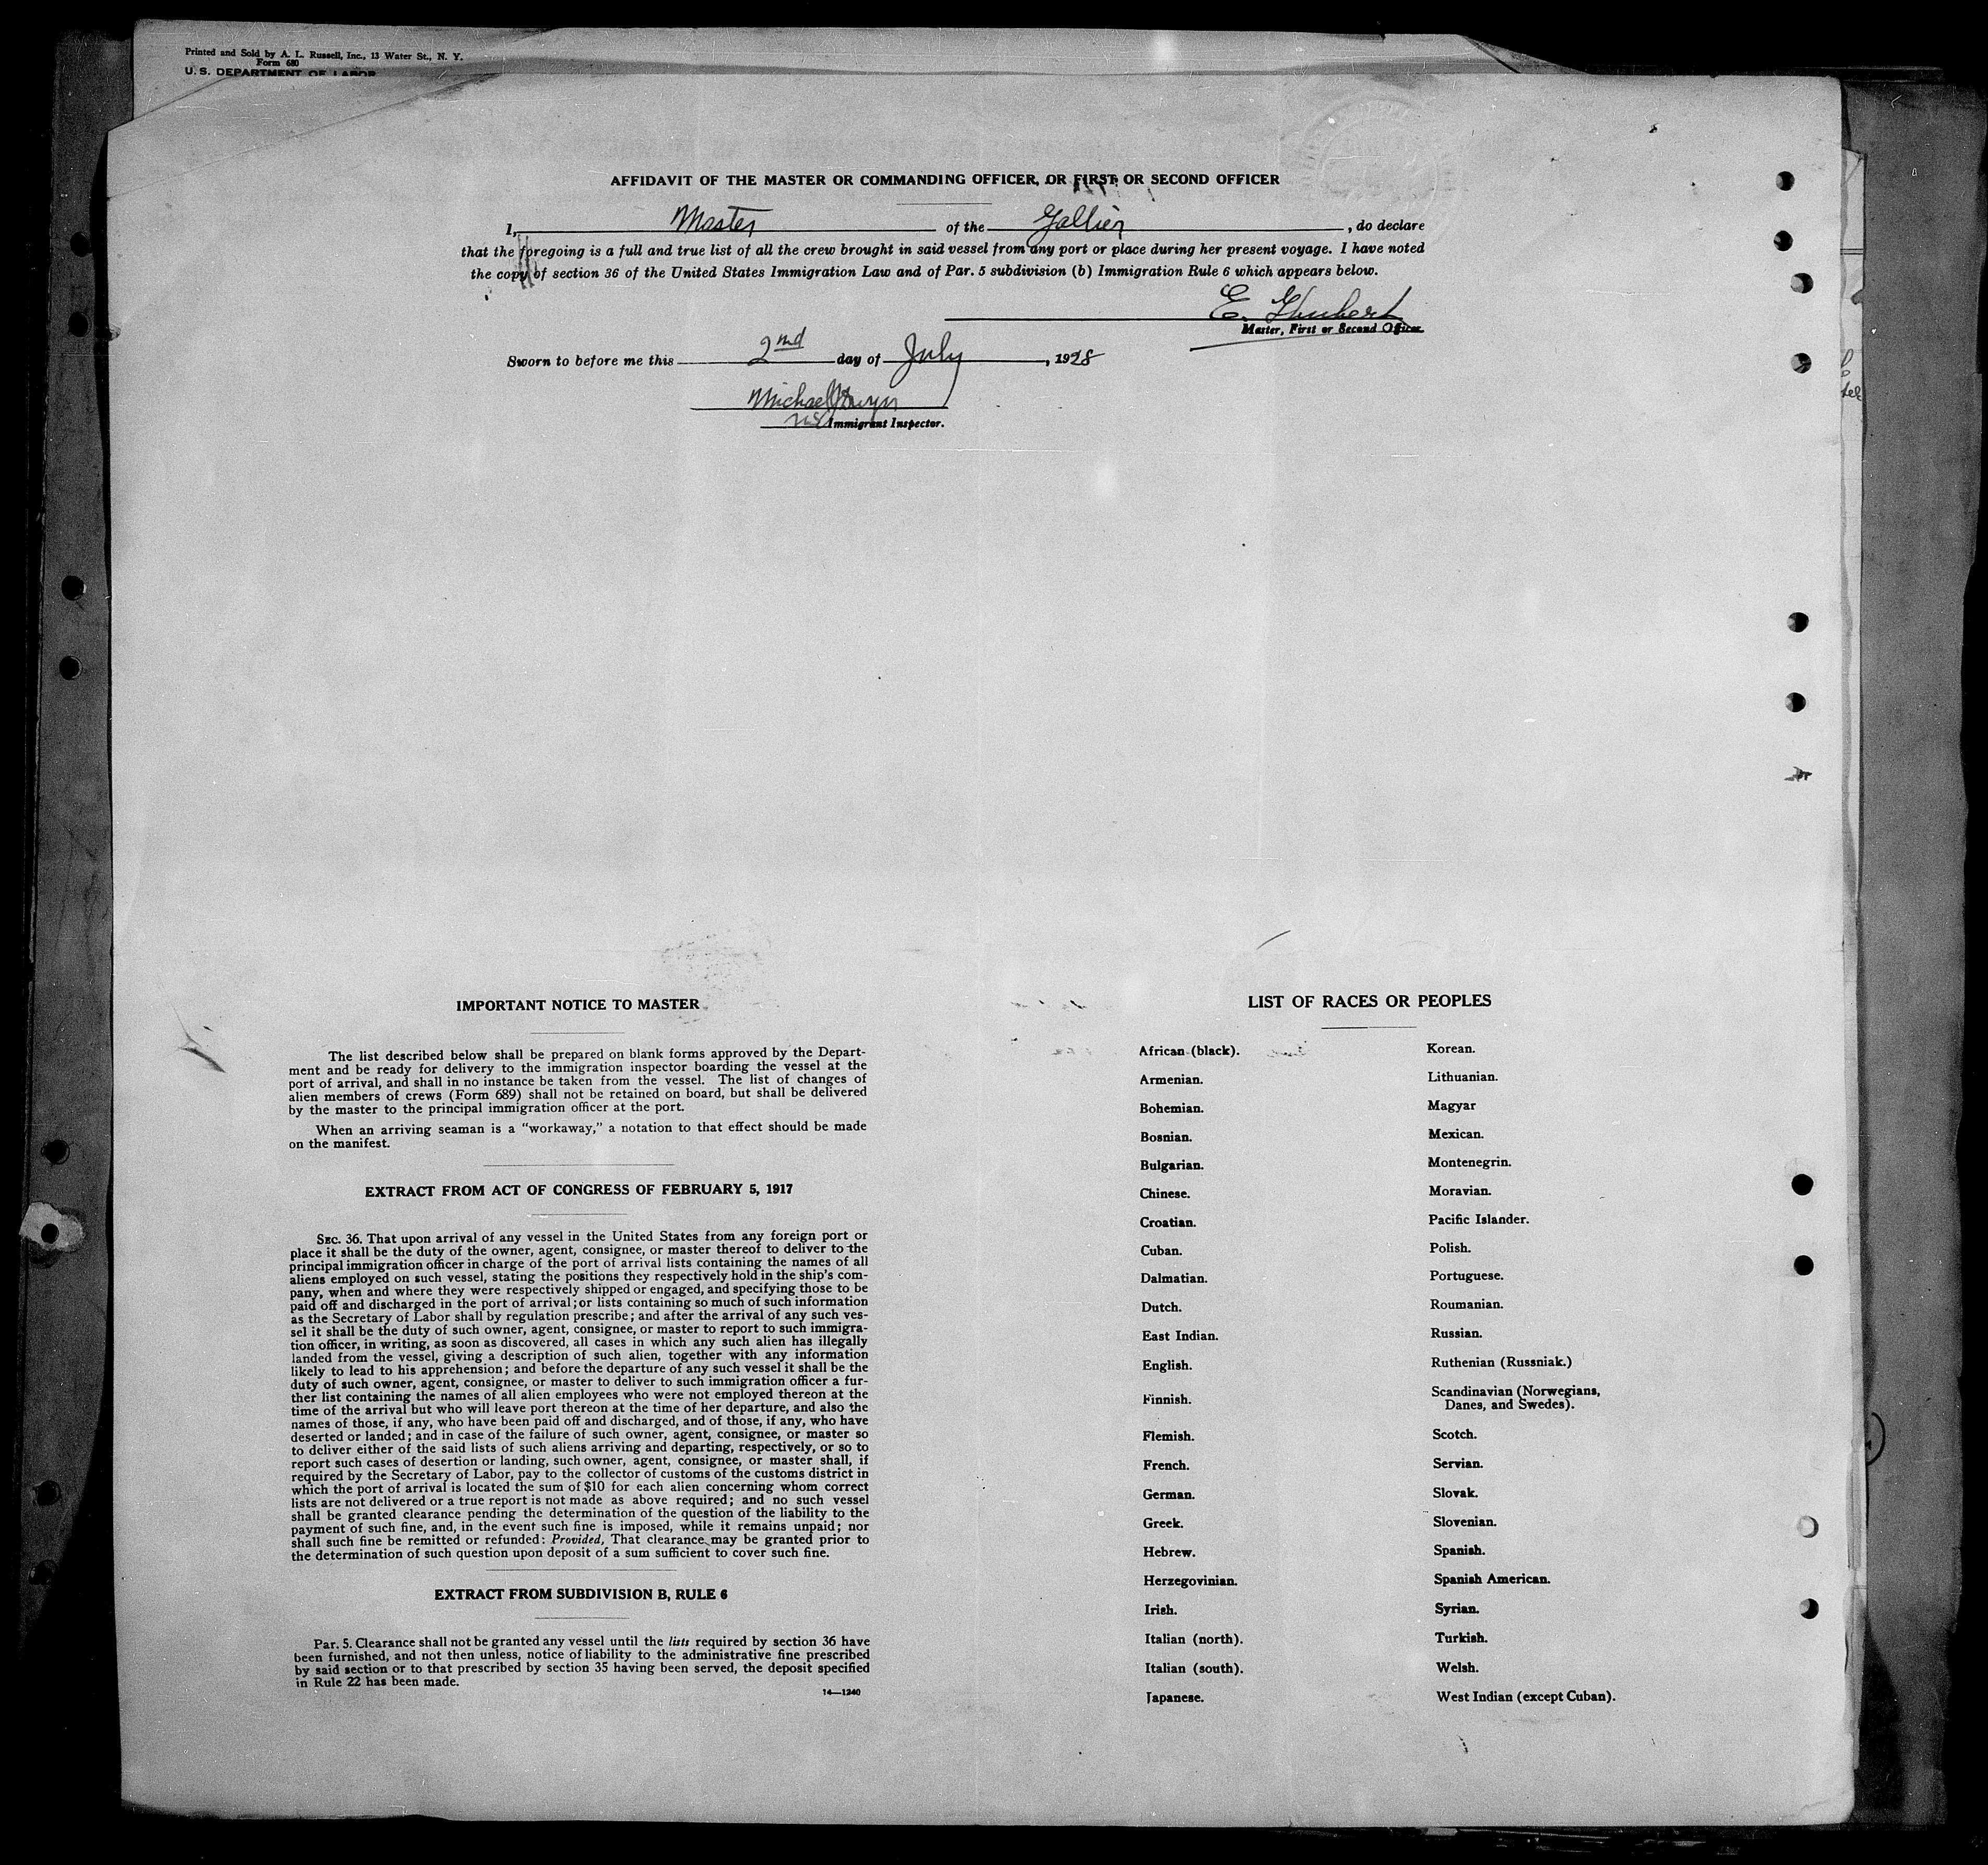 Printed and Sold by A. L. Russell, Inc., 13 Water St., N. Y.
Form 680
U. S. DEPARTMENT OF LABOR
AFFIDAVIT OF THE MASTER OR COMMANDING OFFICER, OR FIRST OR SECOND OFFICER
I, Master of the Gallier, do declare
that the foregoing is a full and true list of all the crew brought in said vessel from any port or place during her present voyage. I have noted
the copy of section 36 of the United States Immigration Law and of Par. 5 subdivision (b) Immigration Rule 6 which appears below.
E.
Master, First or Second Officer
Sworn to before me this 2nd day of July, 1928
Michael
Immigrant Inspector.
IMPORTANT NOTICE TO MASTER
The list described below shall be prepared on blank forms approved by the Depart-
ment and be ready for delivery to the immigration inspector boarding the vessel at the
port of arrival, and shall in no instance be taken from the vessel. The list of changes of
alien members of crews (Form 689) shall not be retained on board, but shall be delivered
by the master to the principal immigration officer at the port.
When an arriving seaman is a "workaway," a notation to that effect should be made
on the manifest.
EXTRACT FROM ACT OF CONGRESS OF FEBRUARY 5, 1917
SEC. 36. That upon arrival of any vessel in the United States from any foreign port or
place it shall be the duty of the owner, agent, consignee, or master thereof to deliver to the
principal immigration officer in charge of the port of arrival lists containing the names of all
aliens employed on such vessel, stating the positions they respectively hold in the ship's com-
pany, when and where they were respectively shipped or engaged, and specifying those to be
paid off and discharged in the port of arrival; or lists containing so much of such information
as the Secretary of Labor shall by regulation prescribe; and after the arrival of any such ves-
sel it shall be the duty of such owner, agent, consignee, or master to report to such immigra-
tion officer, in writing, as soon as discovered, all cases in which any such alien has illegally
landed from the vessel, giving a description of such alien, together with any information
likely to lead to his apprehension; and before the departure of any such vessel it shall be the
duty of such owner, agent, consignee, or master to deliver to such immigration officer a fur-
ther list containing the names of all alien employees who were not employed thereon at the
time of the arrival but who will leave port thereon at the time of her departure, and also the
names of those, if any, who have been paid off and discharged, and of those, if any, who have
deserted or landed; and in case of the failure of such owner, agent, consignee, or master so
to deliver either of the said lists of such aliens arriving and departing, respectively, or so to
report such cases of desertion or landing, such owner, agent, consignee, or master shall, if
required by the Secretary of Labor, pay to the collector of customs of the customs district in
which the port of arrival is located the sum of $10 for each alien concerning whom correct
lists are not delivered or a true report is not made as above required; and no such vessel
shall be granted clearance pending the determination of the question of the liability to the
payment of such fine, and, in the event such fine is imposed, while it remains unpaid; nor
shall such fine be remitted or refunded: Provided, That clearance may be granted prior to
the determination of such question upon deposit of a sum sufficient to cover such fine.
EXTRACT FROM SUBDIVISION B, RULE 6
Par. 5. Clearance shall not be granted any vessel until the lists required by section 36 have
been furnished, and not then unless, notice of liability to the administrative fine prescribed
by said section or to that prescribed by section 35 having been served, the deposit specified
in Rule 22 has been made.
14—1240
LIST OF RACES OR PEOPLES
African (black).
Armenian.
Bohemian.
Bosnian.
Bulgarian.
Chinese.
Croatian.
Cuban.
Dalmatian.
Dutch.
East Indian.
English.
Finnish.
Flemish.
French.
German.
Greek.
Hebrew.
Herzegovinian.
Irish.
Italian (north).
Italian (south).
Japanese.
Korean.
Lithuanian.
Magyar
Mexican.
Montenegrin.
Moravian.
Pacific Islander.
Polish.
Portuguese.
Roumanian.
Russian.
Ruthenian (Russniak.)
Scandinavian (Norwegians,
Danes, and Swedes).
Scotch.
Servian.
Slovak.
Slovenian.
Spanish.
Spanish American.
Syrian.
Turkish.
Welsh.
West Indian (except Cuban).